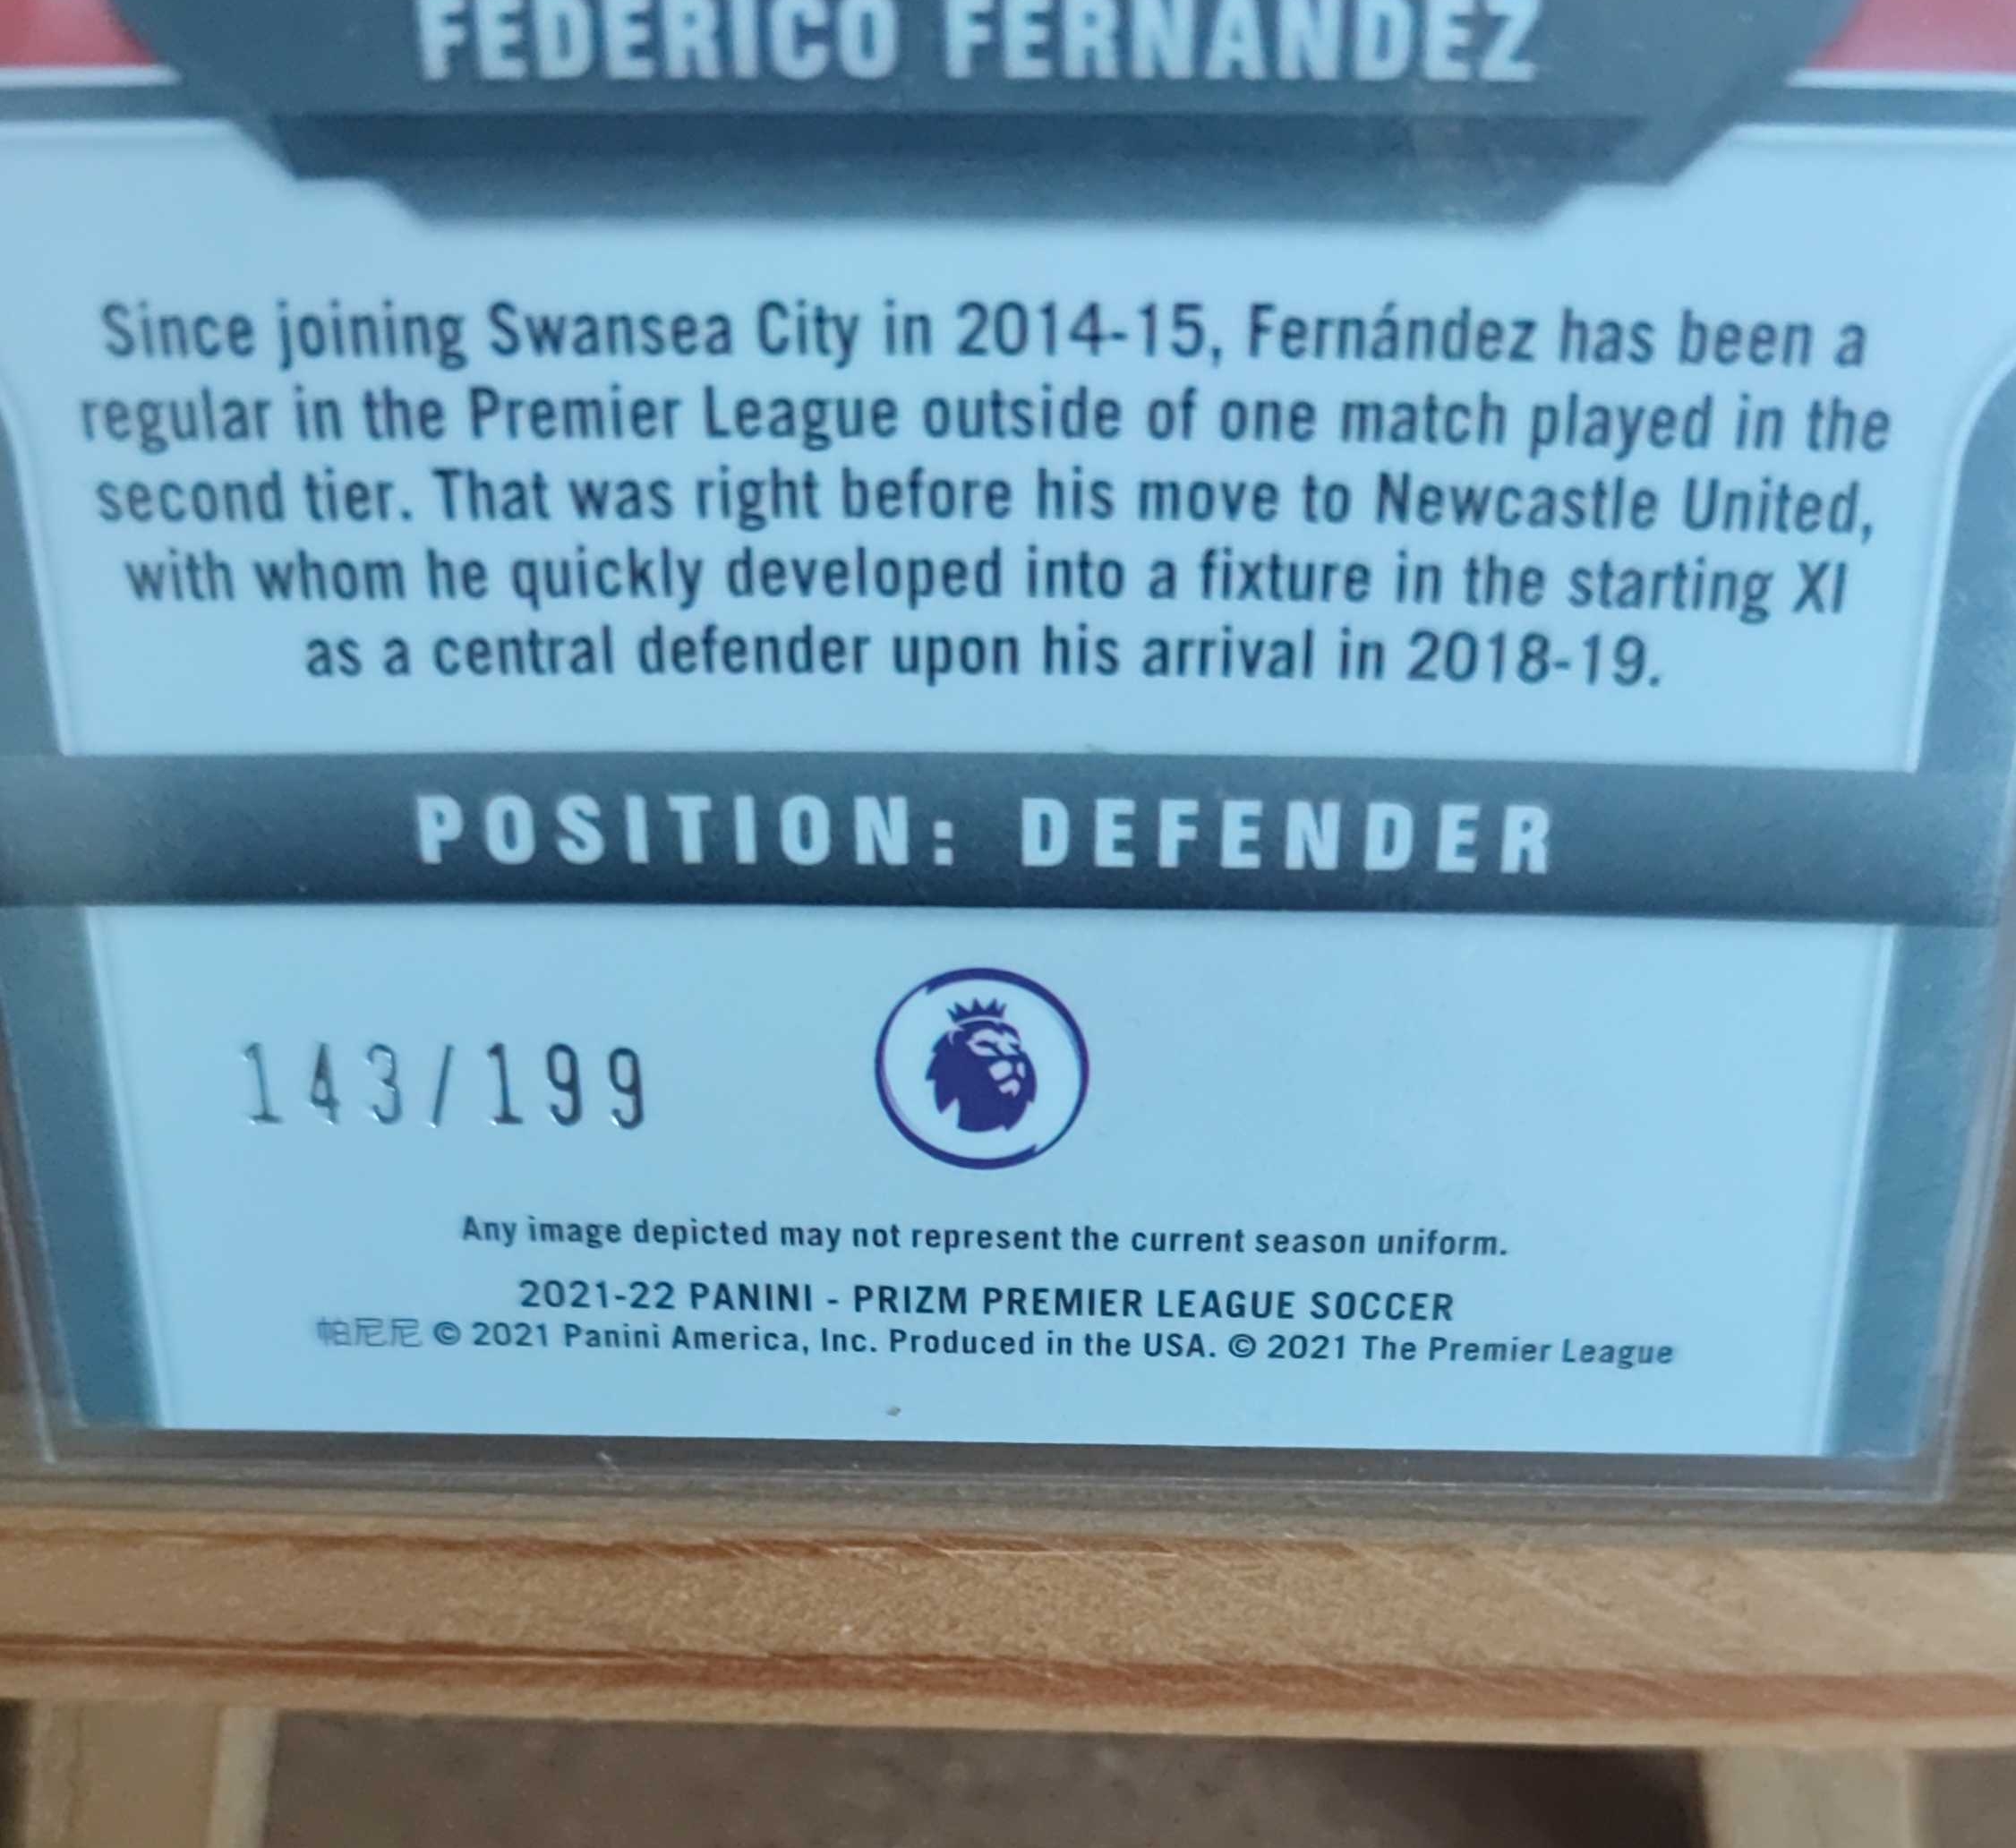 FEDERICO FERNÁNDEZ
Since joining Swansea City in 2014-15, Fernández has been a
regular in the Premier League outside of one match played in the
second tier. That was right before his move to Newcastle United,
with whom he quickly developed into a fixture in the starting XI
as a central defender upon his arrival in 2018-19.
POSITION: DEFENDER
143/199
Any image depicted may not represent the current season uniform.
2021-22 PANINI - PRIZM PREMIER LEAGUE SOCCER
帕尼尼 © 2021 Panini America, Inc. Produced in the USA. © 2021 The Premier League